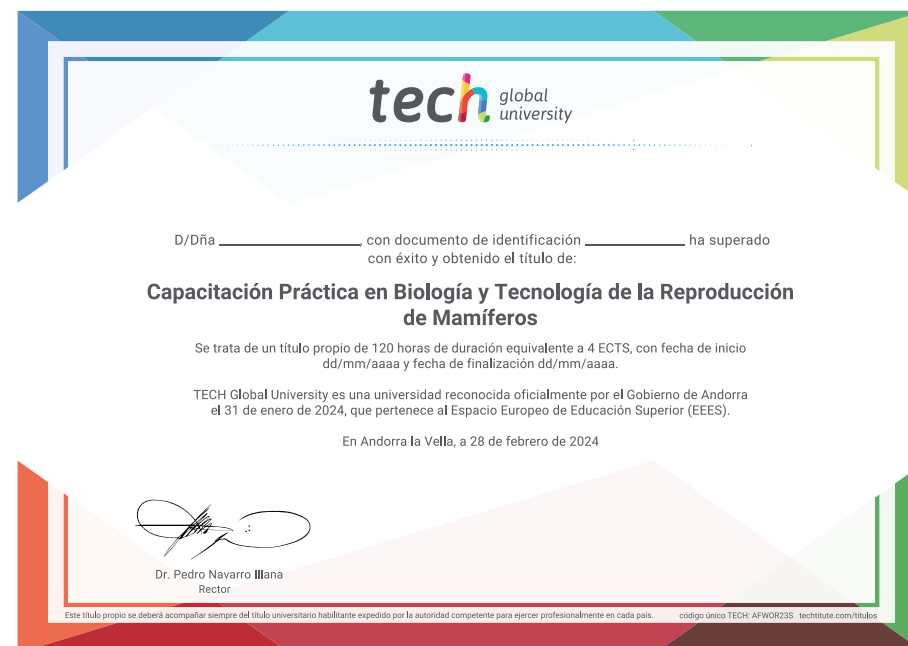 tech global university
D/Dña ______________, con documento de identificación __________ ha superado
con éxito y obtenido el título de:
Capacitación Práctica en Biología y Tecnología de la Reproducción
de Mamíferos
Se trata de un título propio de 120 horas de duración equivalente a 4 ECTS, con fecha de inicio
dd/mm/aaaa y fecha de finalización dd/mm/aaaa.
TECH Global University es una universidad reconocida oficialmente por el Gobierno de Andorra
el 31 de enero de 2024, que pertenece al Espacio Europeo de Educación Superior (EEES).
En Andorra la Vella, a 28 de febrero de 2024
Dr. Pedro Navarro Illana
Rector
Este título propio se deberá acompañar siempre del título universitario habilitante expedido por la autoridad competente para ejercer profesionalmente en cada país. código único TECH: AFWOR23S techtitute.com/titulos